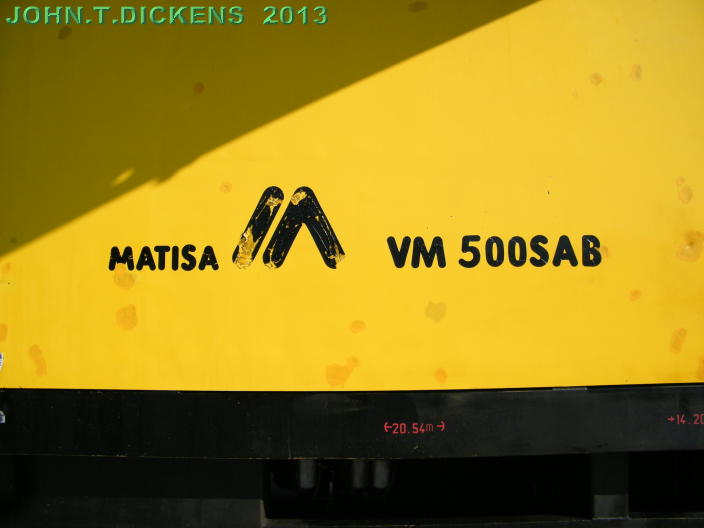 JOHN.T.DICKENS 2013
MATISA VM 500SAB
←20.54m→
→14.20